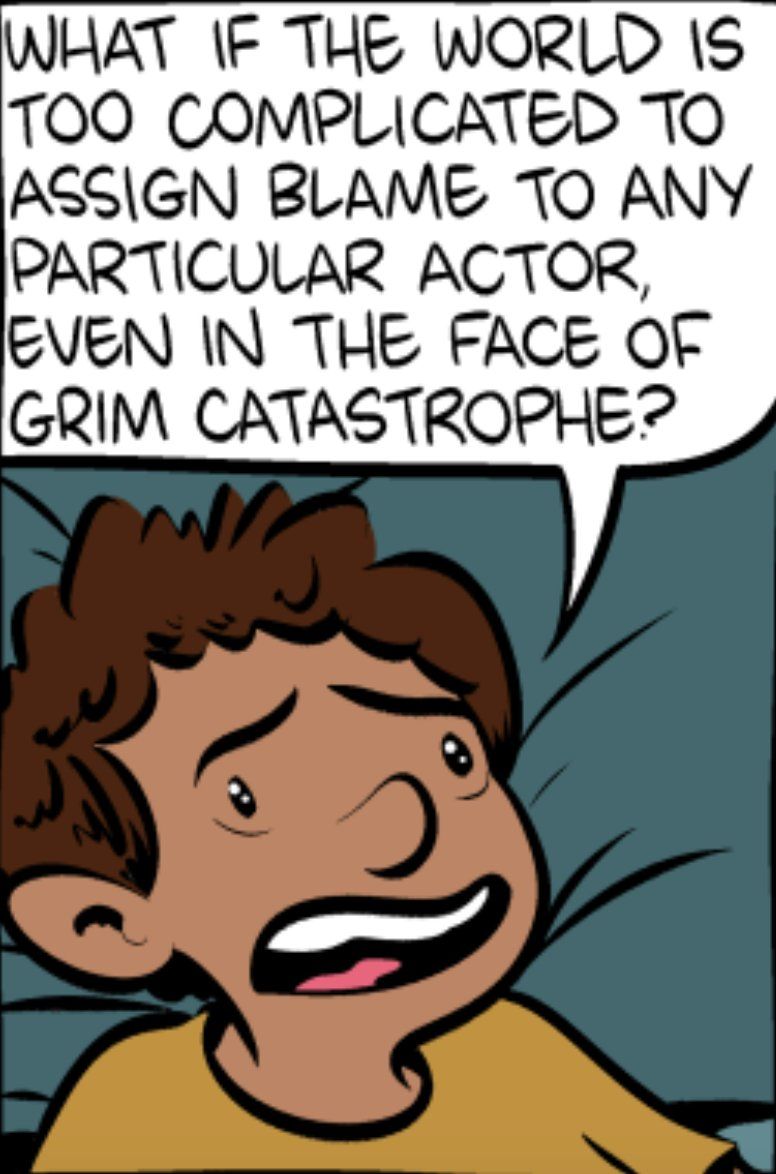 WHAT IF THE WORLD IS
TOO COMPLICATED TO
ASSIGN BLAME TO ANY
PARTICULAR ACTOR,
EVEN IN THE FACE OF
GRIM CATASTROPHE?